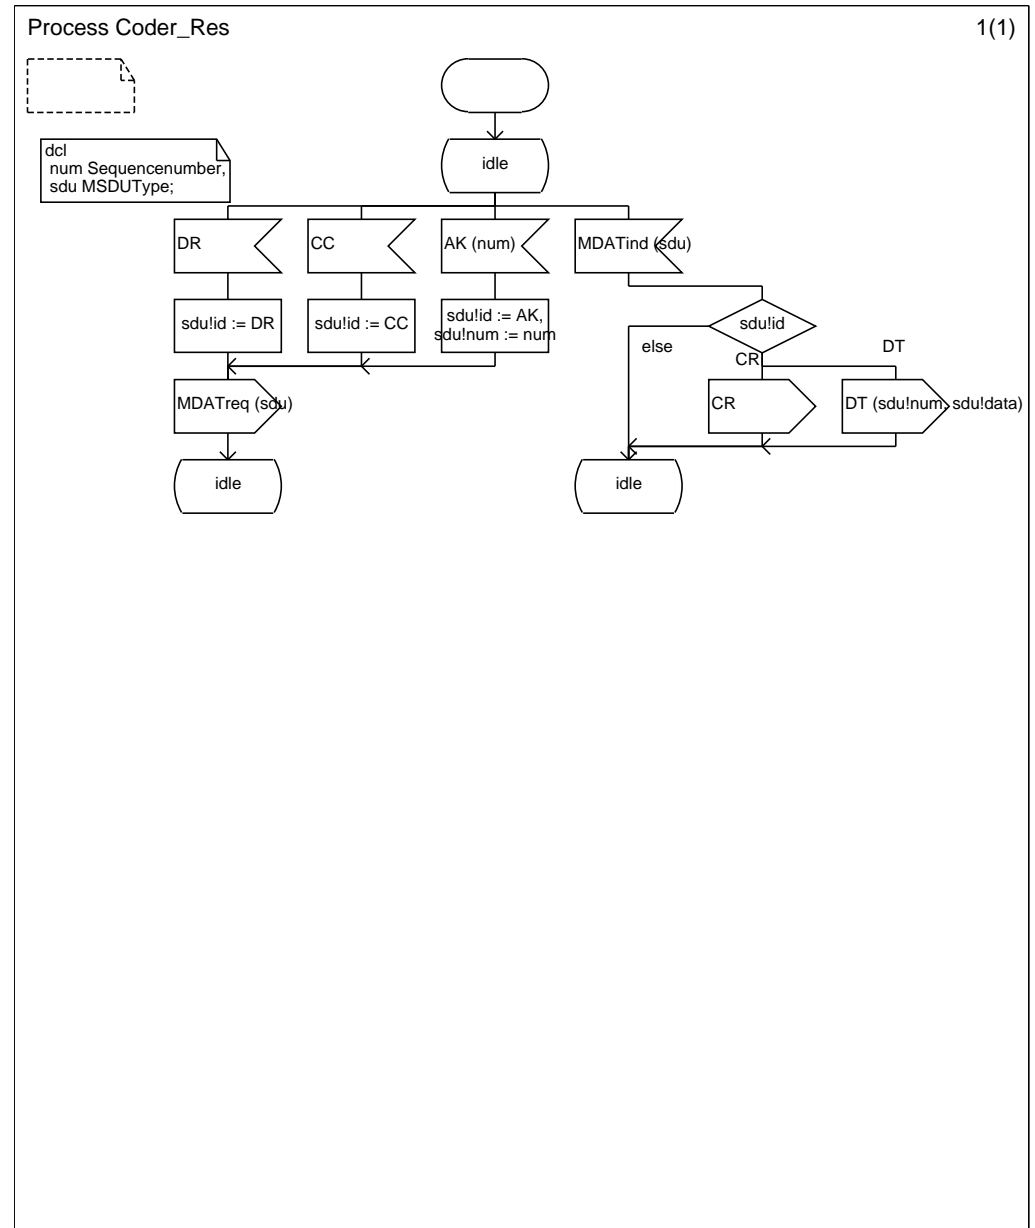 Process Coder_Res
1(1)
dcl
num Sequencenumber,
sdu MSDUType;
idle
DR
CC
AK (num)
MDATind (sdu)
sdu!id := DR
sdu!id := CC
sdu!id := AK,
sdu!num := num
sdu!id
else
CR
DT
MDATreq (sdu)
CR
DT (sdu!num, sdu!data)
idle
idle